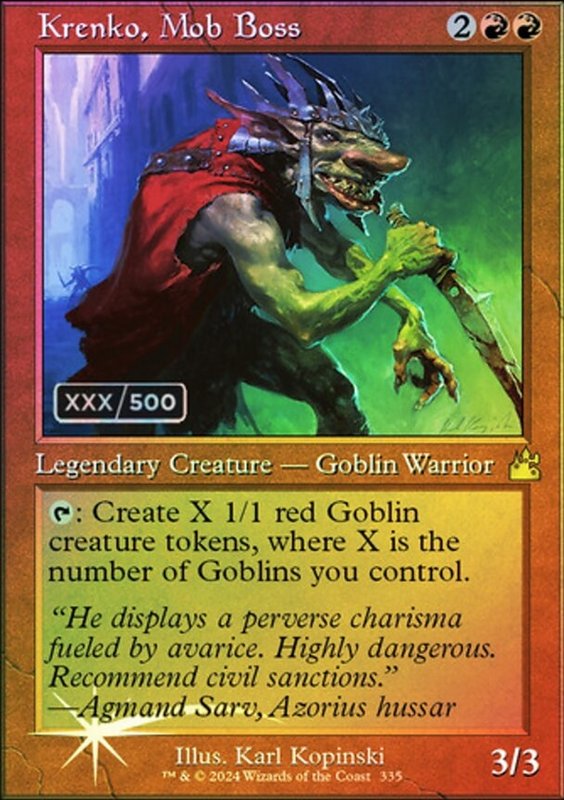 Krenko, Mob Boss 2
XXX/500
Legendary Creature — Goblin Warrior
: Create X 1/1 red Goblin
creature tokens, where X is the
number of Goblins you control.
“He displays a perverse charisma
fueled by avarice. Highly dangerous.
Recommend civil sanctions.”
—Agmand Sarv, Azorius hussar
Illus. Karl Kopinski
™ & © 2024 Wizards of the Coast 335
3/3